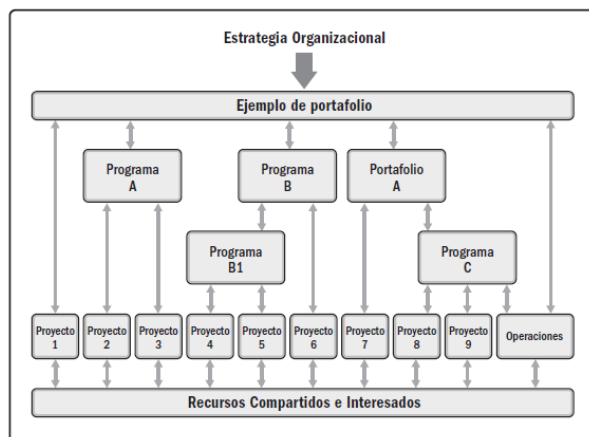 Estrategia Organizacional
Ejemplo de portafolio
Programa
A
Programa
B
Portafolio
A
Programa
B1
Programa
C
Proyecto
1
Proyecto
2
Proyecto
3
Proyecto
4
Proyecto
5
Proyecto
6
Proyecto
7
Proyecto
8
Proyecto
9
Operaciones
Recursos Compartidos e Interesados